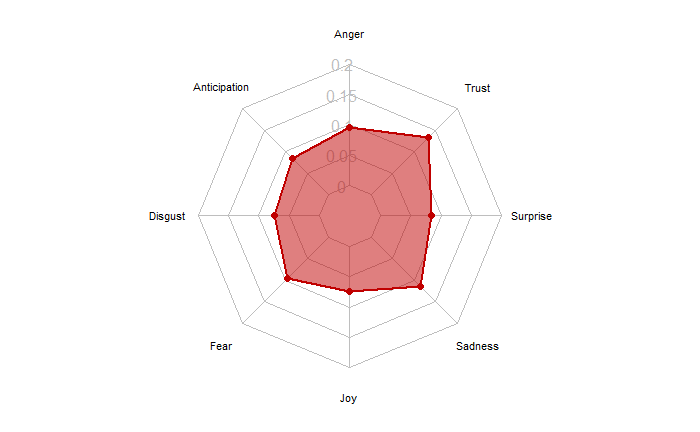 Anger
0.2
Anticipation
Trust
0.15
0.1
0.05
0
Disgust
Surprise
Fear
Sadness
Joy